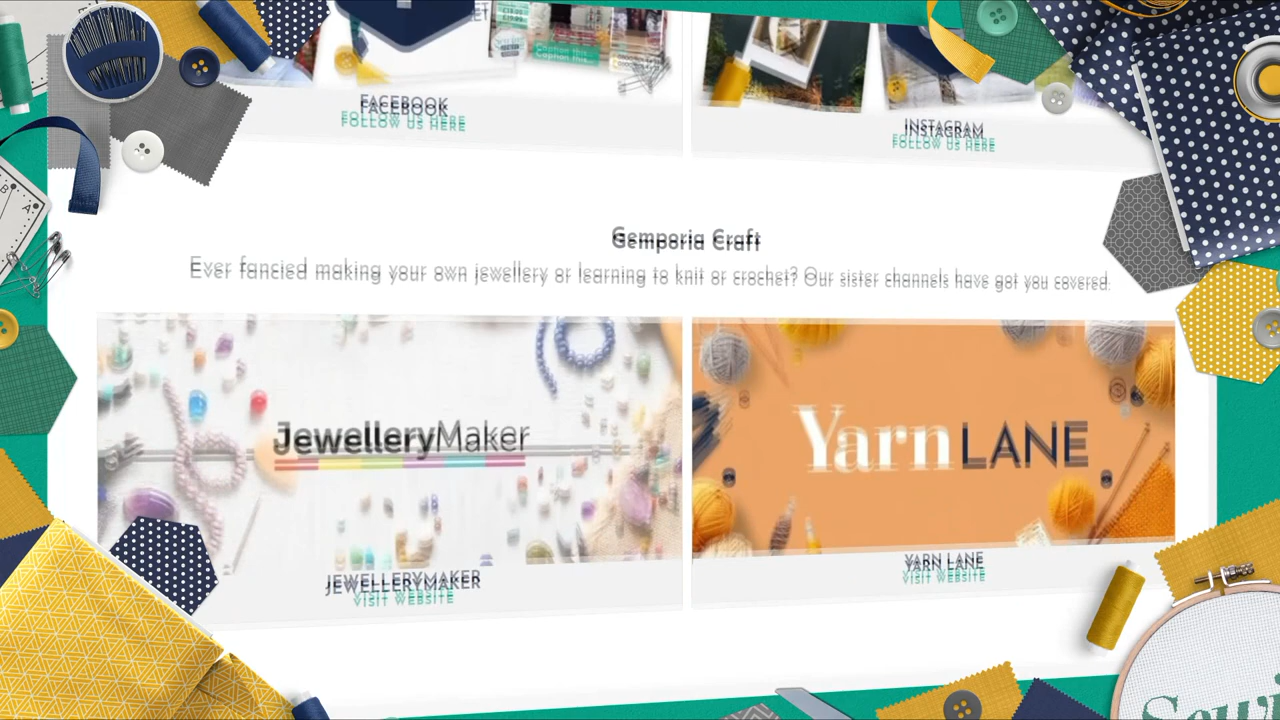 Caption this...
FACEBOOK
FOLLOW US HERE
INSTAGRAM
FOLLOW US HERE
Gemporia Craft
Ever fancied making your own jewellery or learning to knit or crochet? Our sister channels have got you covered.
JewelleryMaker
Yarn LANE
JEWELLERYMAKER
VISIT WEBSITE
YARN LANE
VISIT WEBSITE